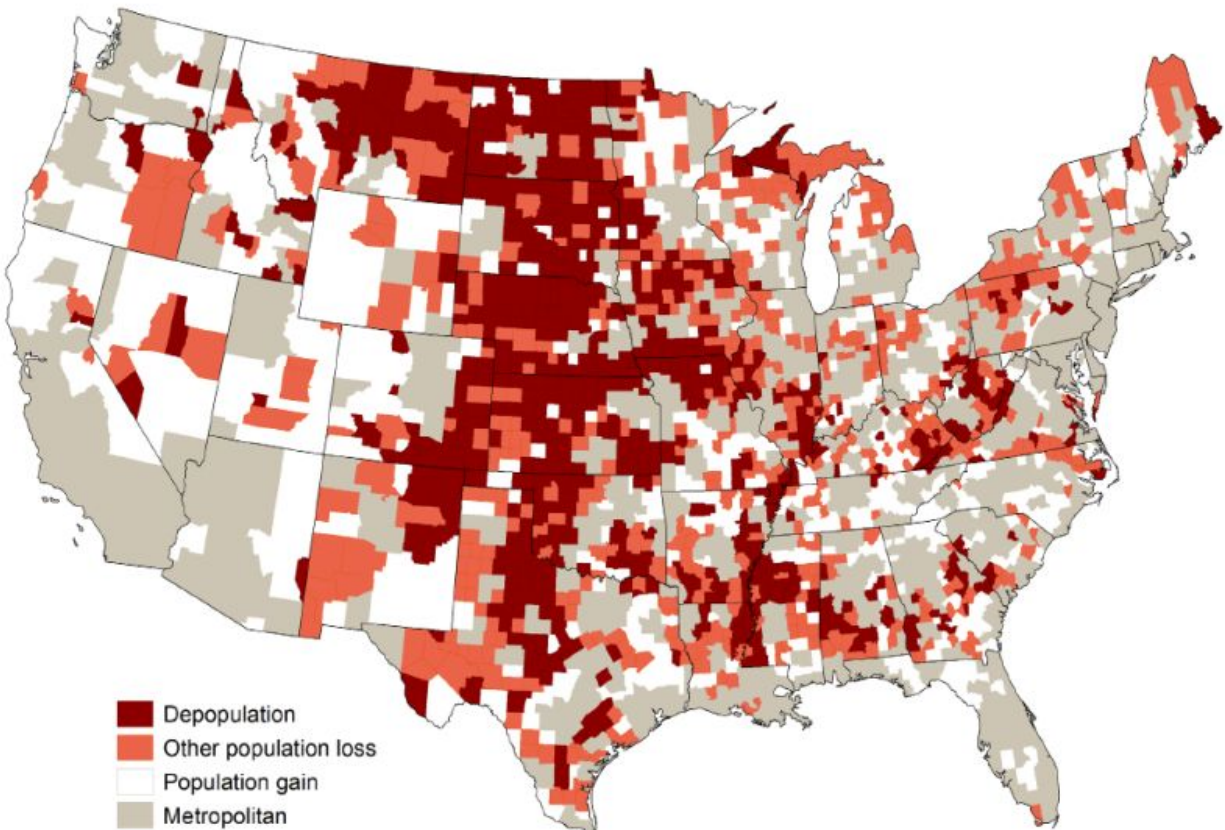 Depopulation
Other population loss
Population gain
Metropolitan